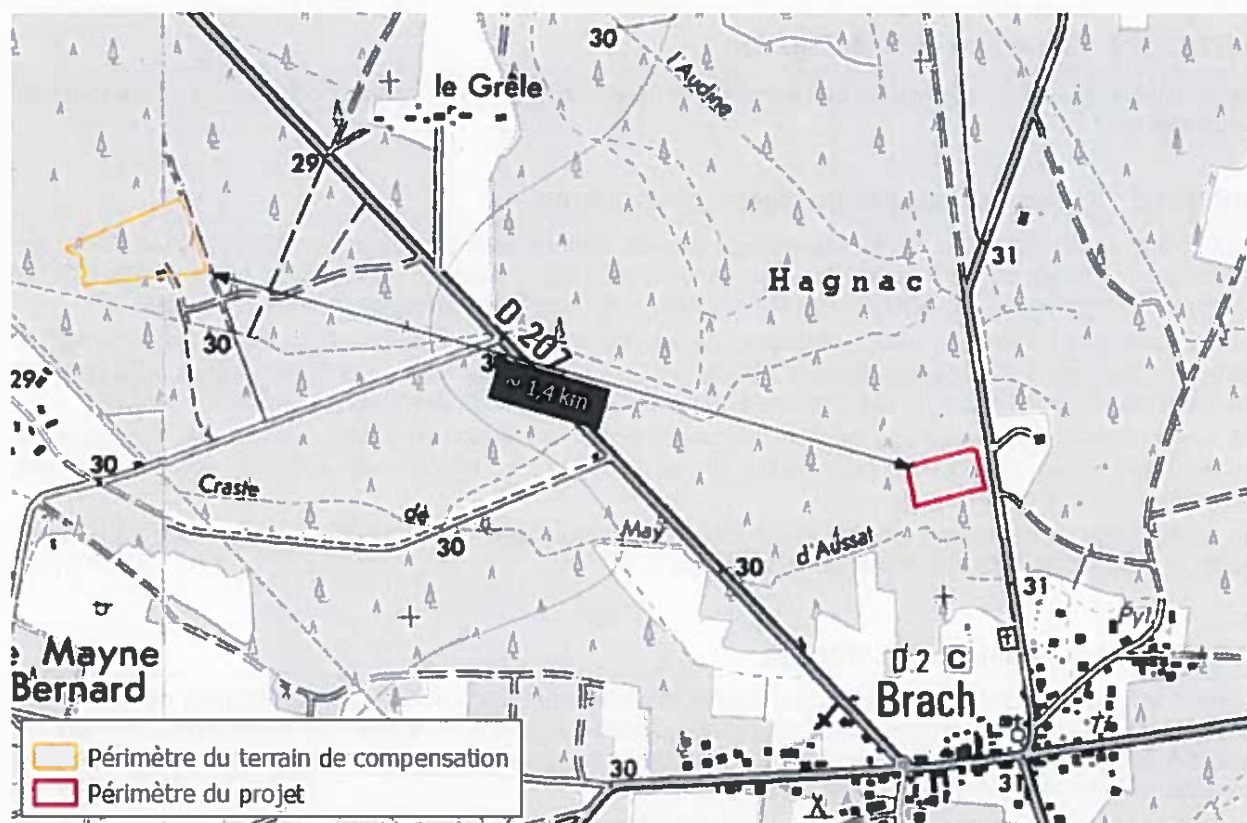 30
l'Audine
le Grêle
29
31
Hagnac
30
D 207
~ 1,4 km
29
30
Craste
de
30
May
d'Aussat
30
31
Mayne
Bernard
D.2 C
Brach
30
31
Périmètre du terrain de compensation
Périmètre du projet